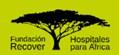 Fundación Hospitales
Recover para África